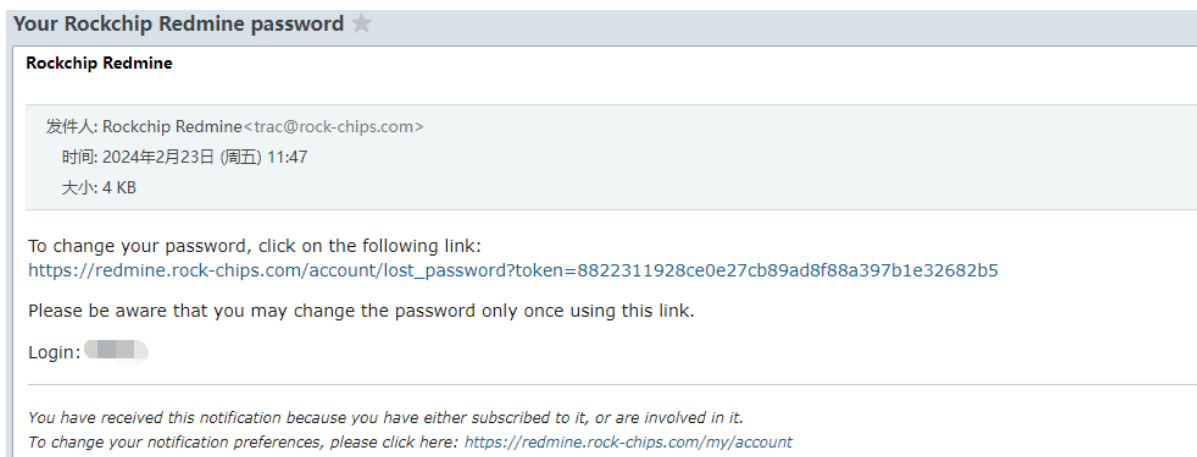 Your Rockchip Redmine password
Rockchip Redmine
发件人: Rockchip Redmine<trac@rock-chips.com>
时间: 2024年2月23日 (周五) 11:47
大小: 4 KB
To change your password, click on the following link:
https://redmine.rock-chips.com/account/lost_password?token=8822311928ce0e27cb89ad8f88a397b1e32682b5
Please be aware that you may change the password only once using this link.
Login:
You have received this notification because you have either subscribed to it, or are involved in it.
To change your notification preferences, please click here: https://redmine.rock-chips.com/my/account